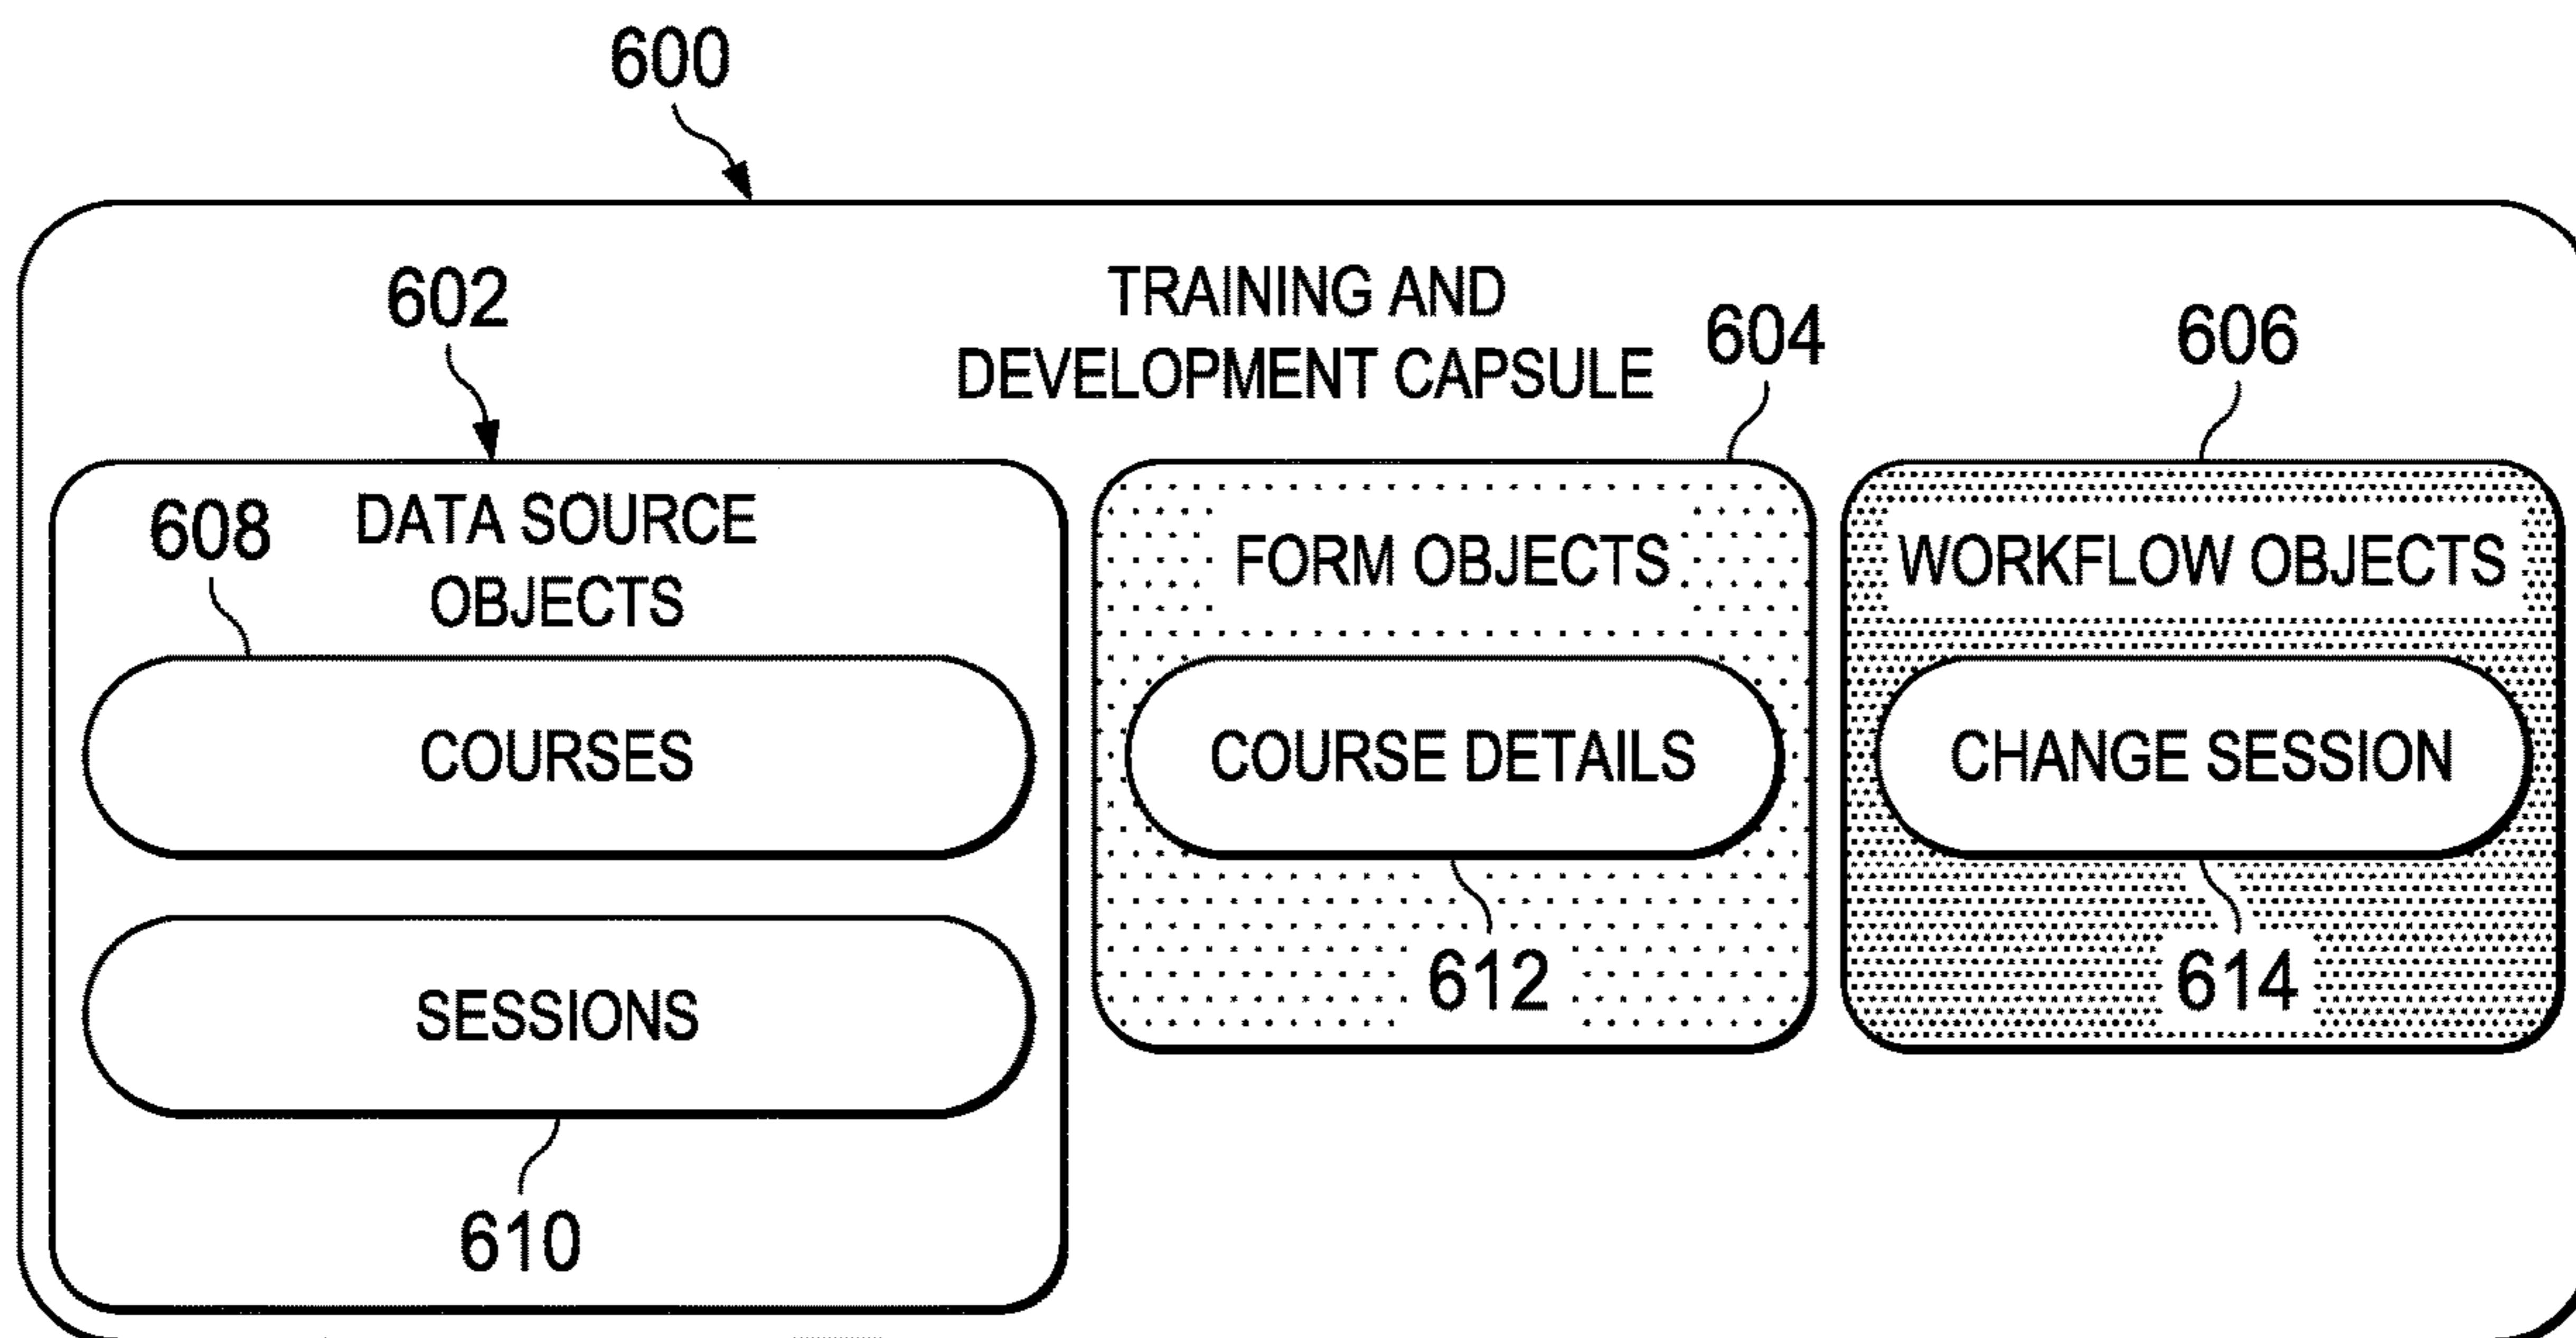 600
602
TRAINING AND
DEVELOPMENT CAPSULE
604
606
608
DATA SOURCE
OBJECTS
FORM OBJECTS
WORKFLOW OBJECTS
COURSES
COURSE DETAILS
CHANGE SESSION
SESSIONS
612
614
610